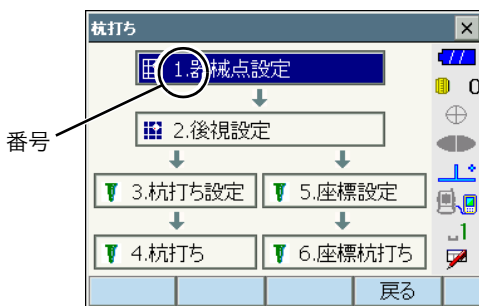 杭打ち
1.器械点設定
番号
2.後視設定
3.杭打ち設定
5.座標設定
4.杭打ち
6.座標杭打ち
戻る
0
1